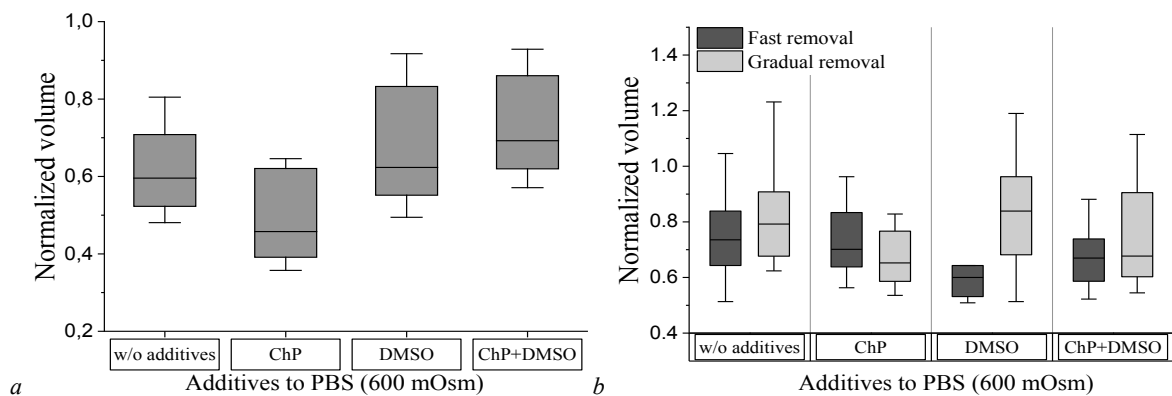 1,0
0,8
0,6
0,4
0,2
Normalized volume
w/o additives
ChP
DMSO
ChP+DMSO
Additives to PBS (600 mOsm)
a
Fast removal
Gradual removal
1.4
1.2
1.0
0.8
0.6
0.4
Normalized volume
w/o additives
ChP
DMSO
ChP+DMSO
Additives to PBS (600 mOsm)
b